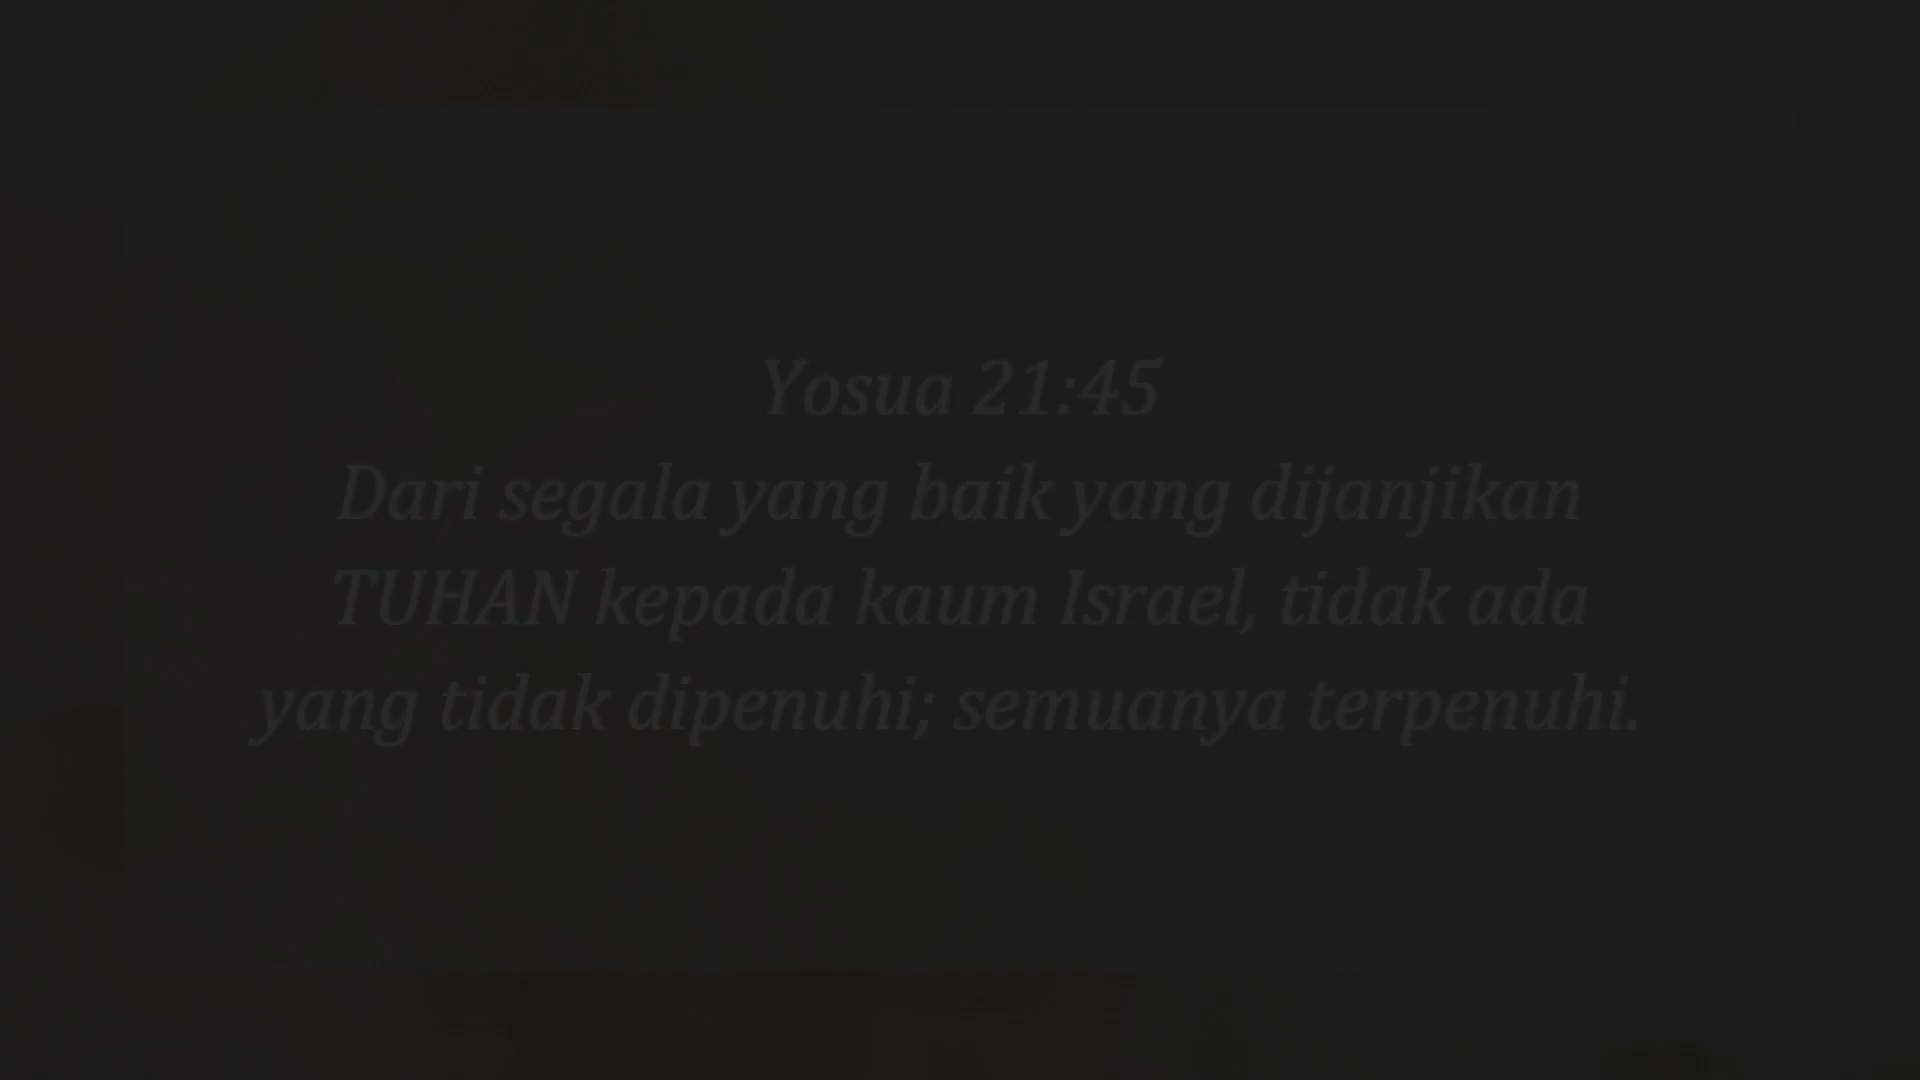 Yosua 21:45
Dari segala yang baik yang dijanjikan
TUHAN kepada kaum Israel, tidak ada
yang tidak dipenuhi; semuanya terpenuhi.